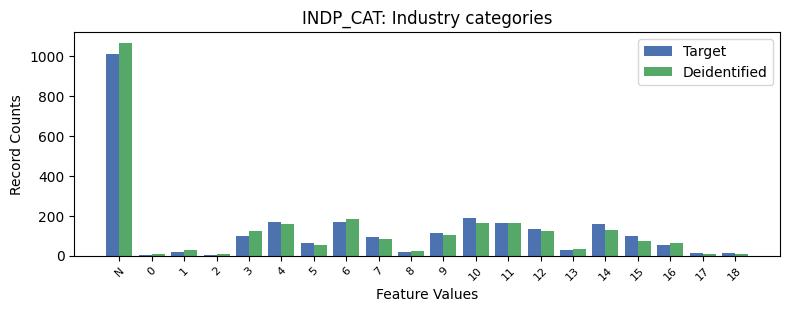 INDP_CAT: Industry categories
Target
Deidentified
Record Counts
1000
800
600
400
200
0
N 0 1 2 3 4 5 6 7 8 9 10 11 12 13 14 15 16 17 18
Feature Values